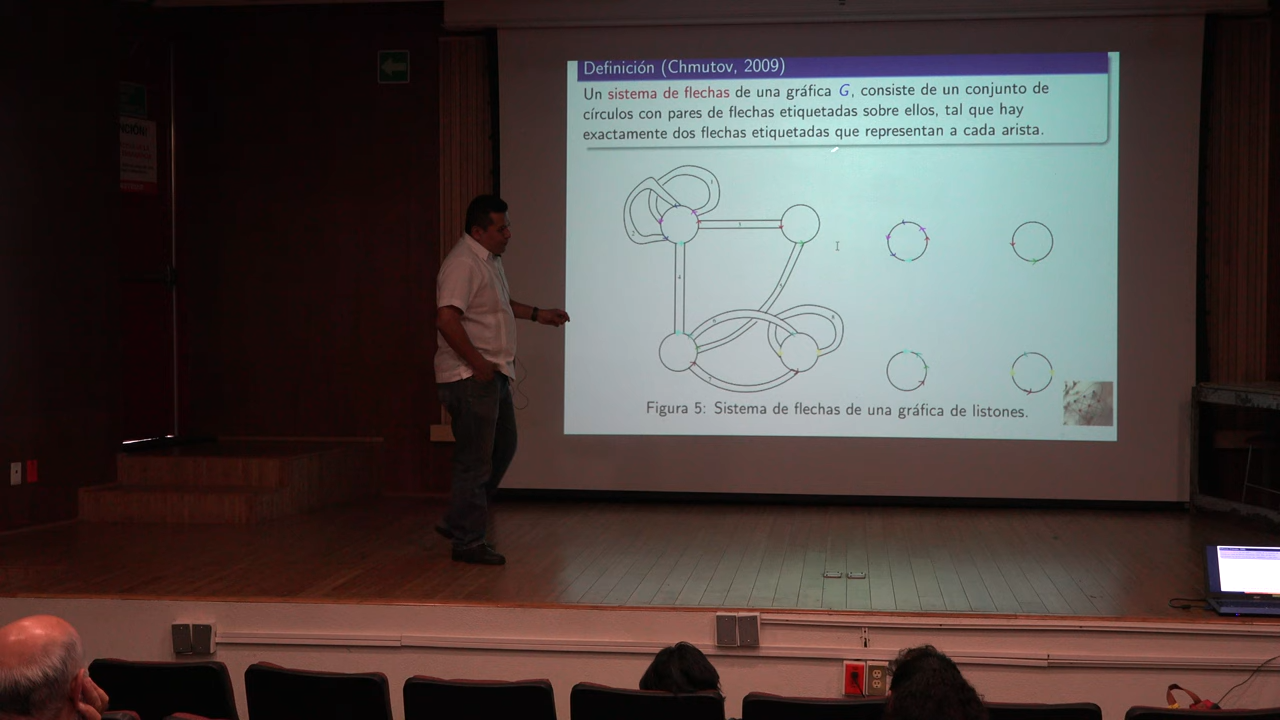 Definición (Chmutov, 2009)
Un sistema de flechas de una gráfica G, consiste de un conjunto de
círculos con pares de flechas etiquetadas sobre ellos, tal que hay
exactamente dos flechas etiquetadas que representan a cada arista.
Figura 5: Sistema de flechas de una gráfica de listones.